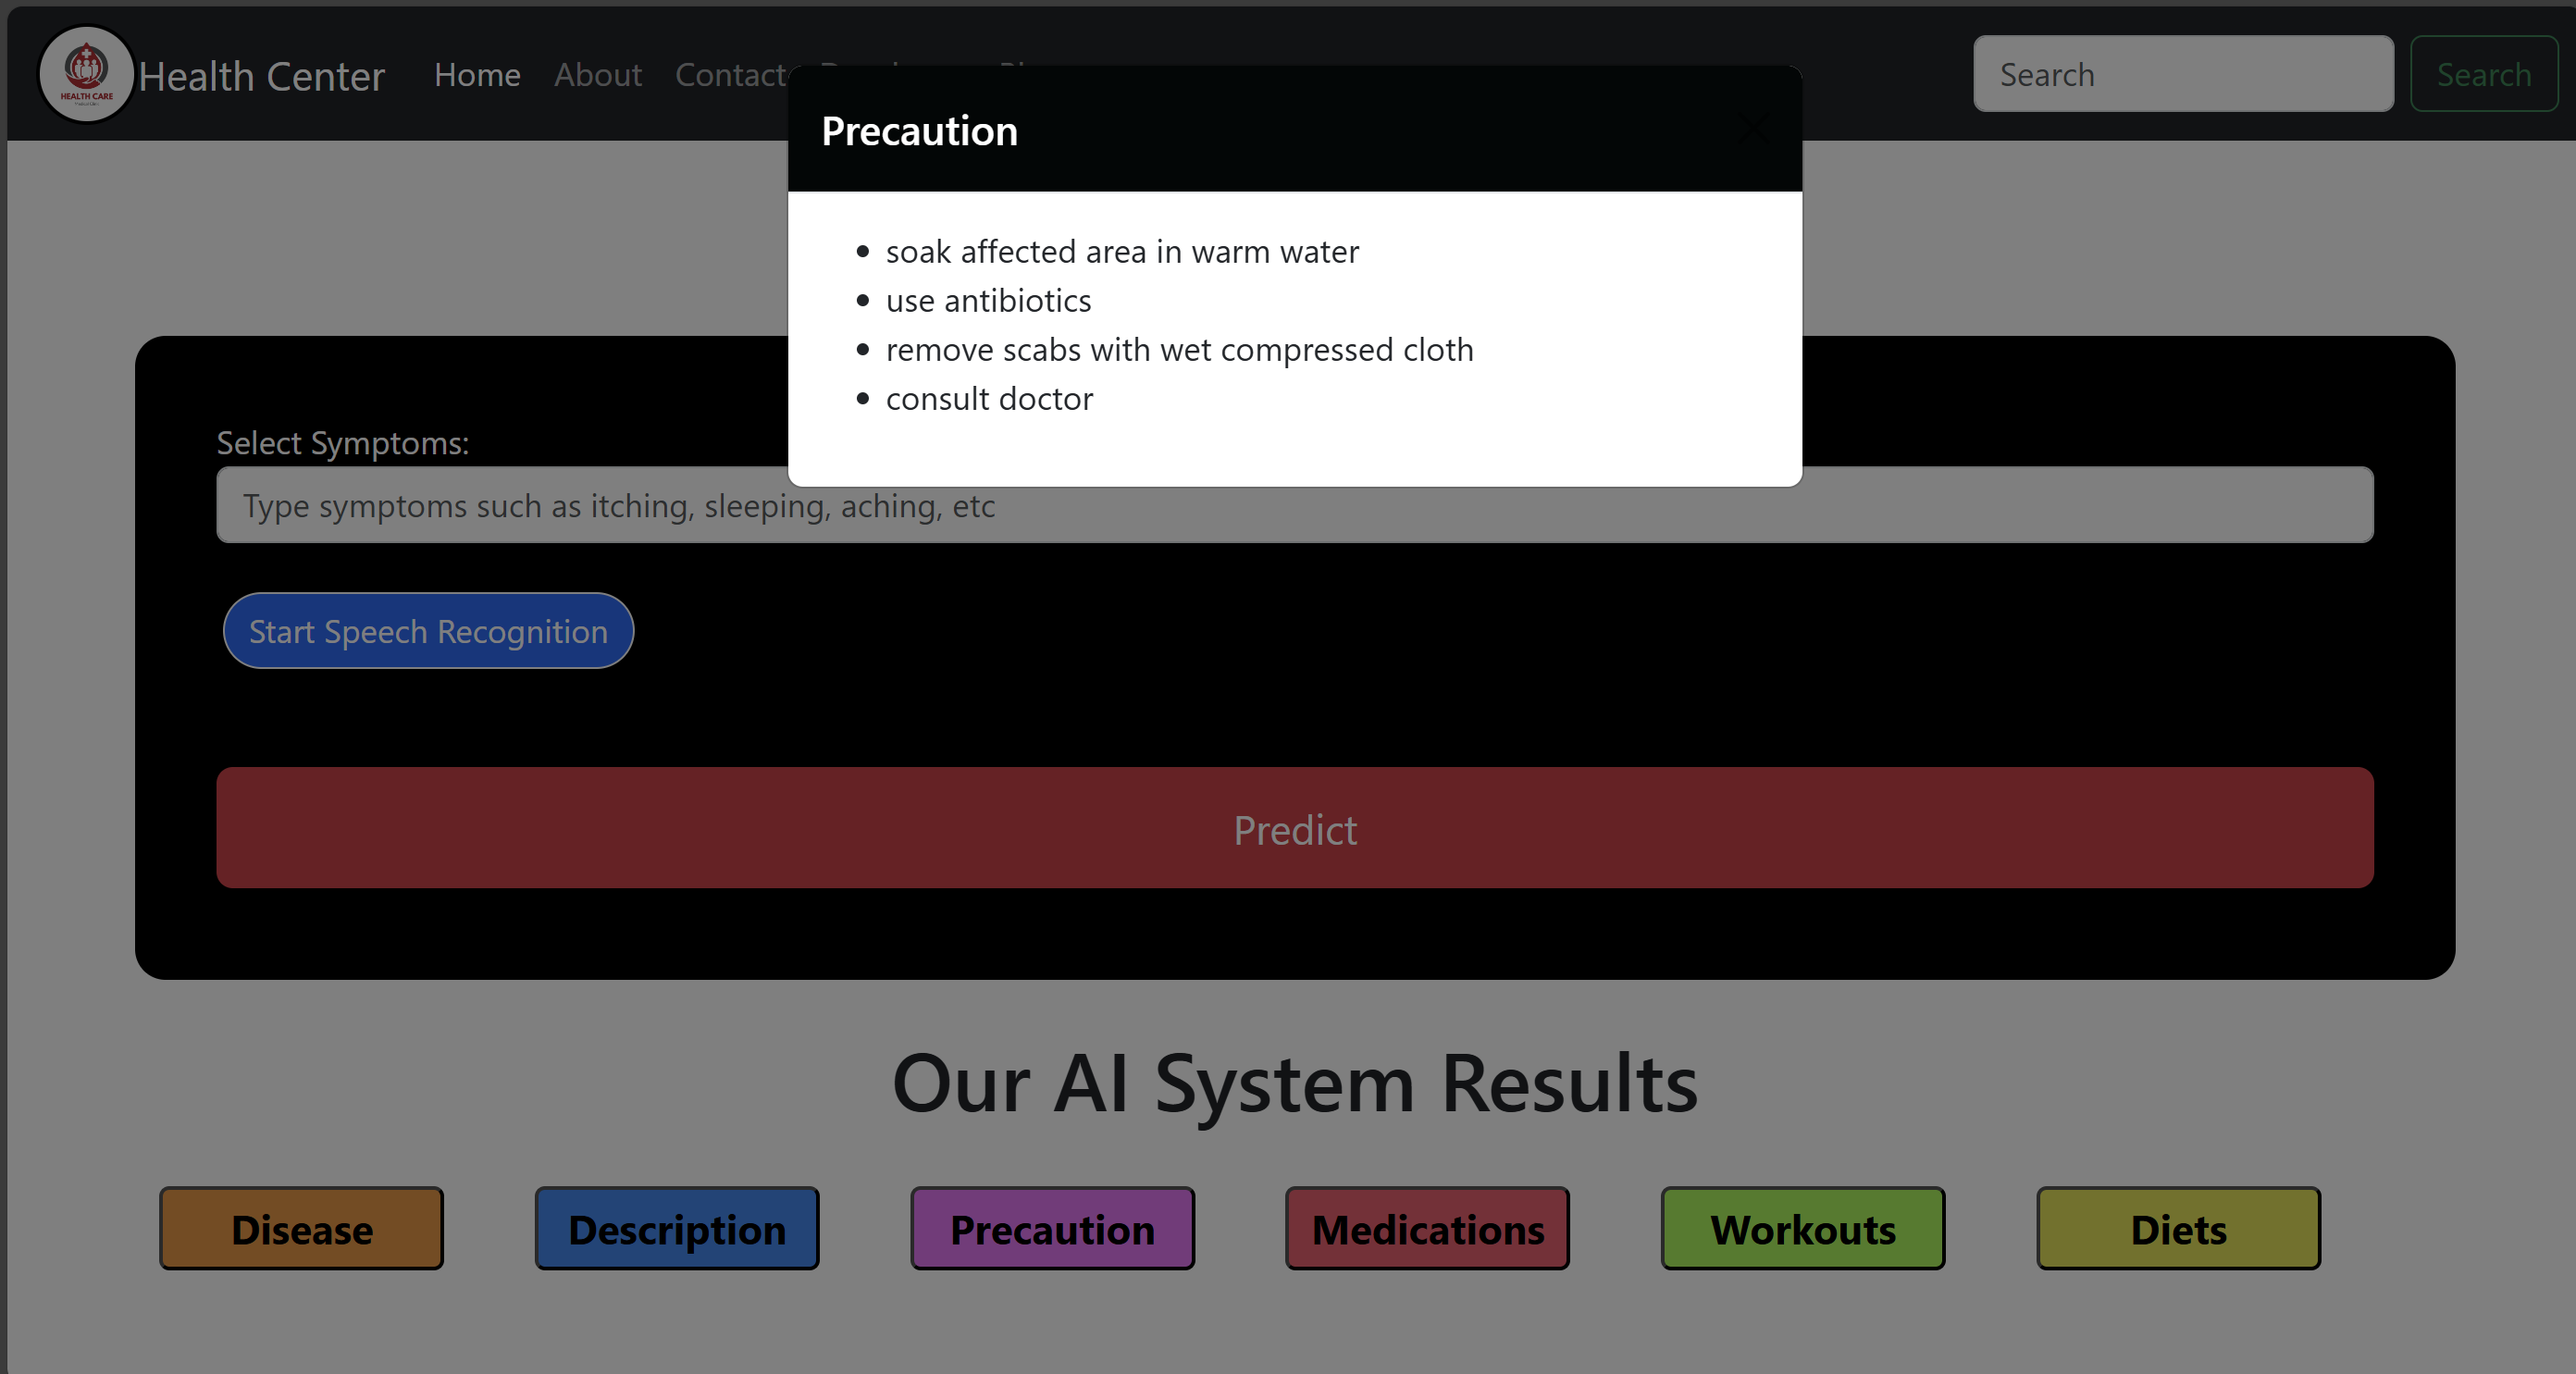 HEALTH CARE
Health Center
Home
About
Contact
Search
Search
Precaution
soak affected area in warm water
use antibiotics
remove scabs with wet compressed cloth
consult doctor
Select Symptoms:
Type symptoms such as itching, sleeping, aching, etc
Start Speech Recognition
Predict
Our AI System Results
Disease
Description
Precaution
Medications
Workouts
Diets